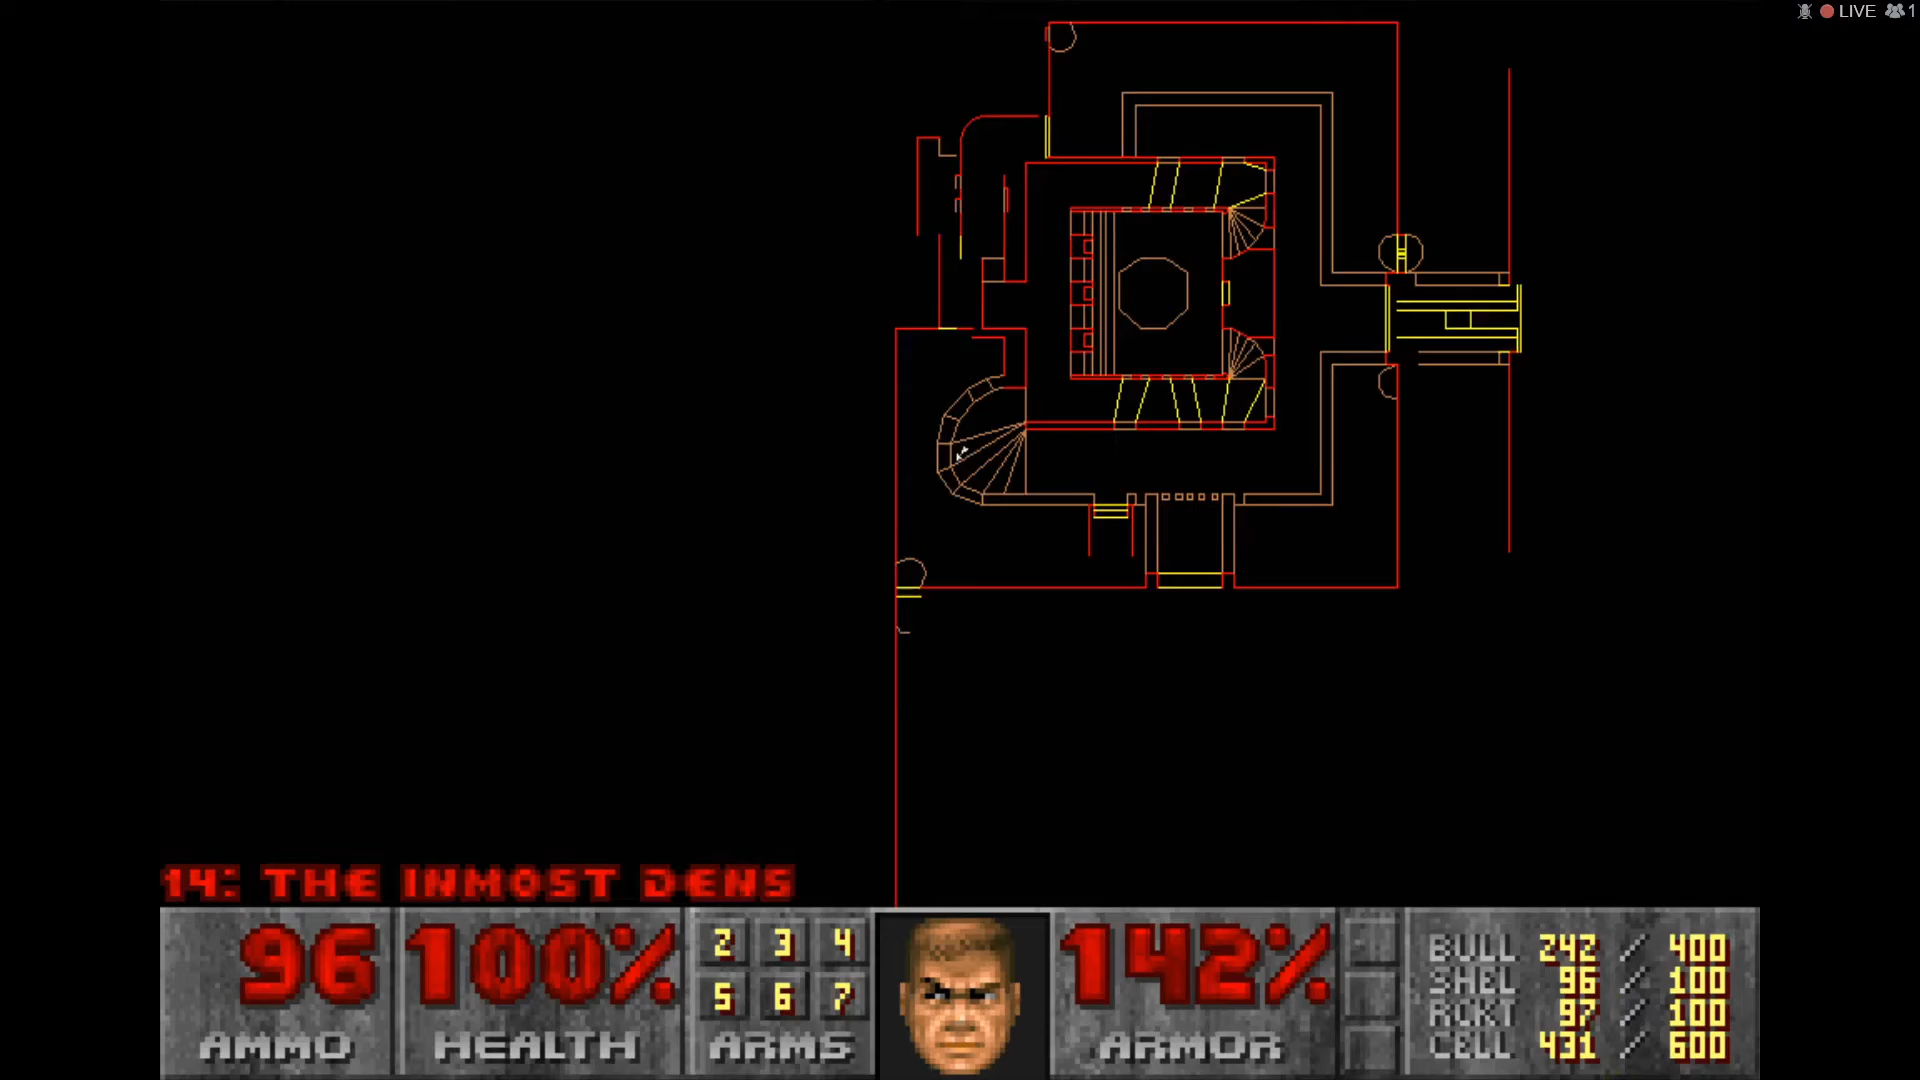 LIVE 1
14: THE INMOST DENS
96 100% 2 3 4 142% BULL 242 / 400
5 6 7 SHEL 96 / 100
RCKT 97 / 100
AMMO HEALTH ARMS ARMOR CELL 431 / 600